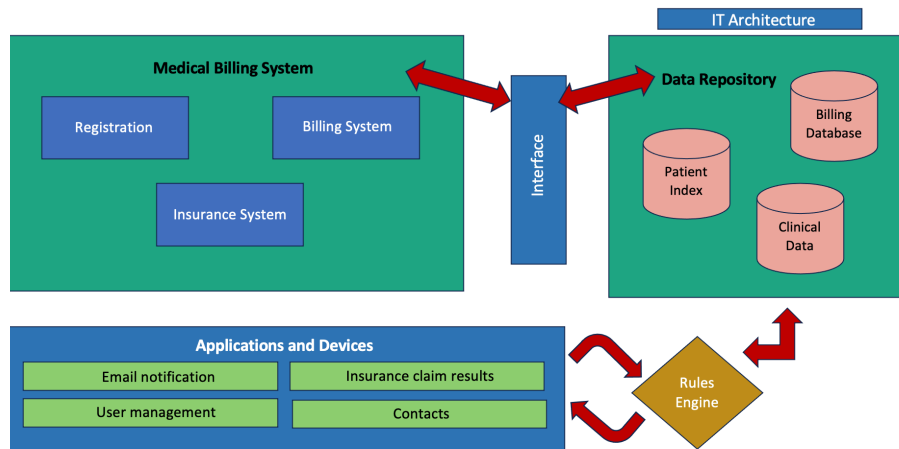 IT Architecture
Medical Billing System
Registration
Billing System
Insurance System
Interface
Data Repository
Billing
Database
Patient
Index
Clinical
Data
Applications and Devices
Email notification
Insurance claim results
User management
Contacts
Rules
Engine